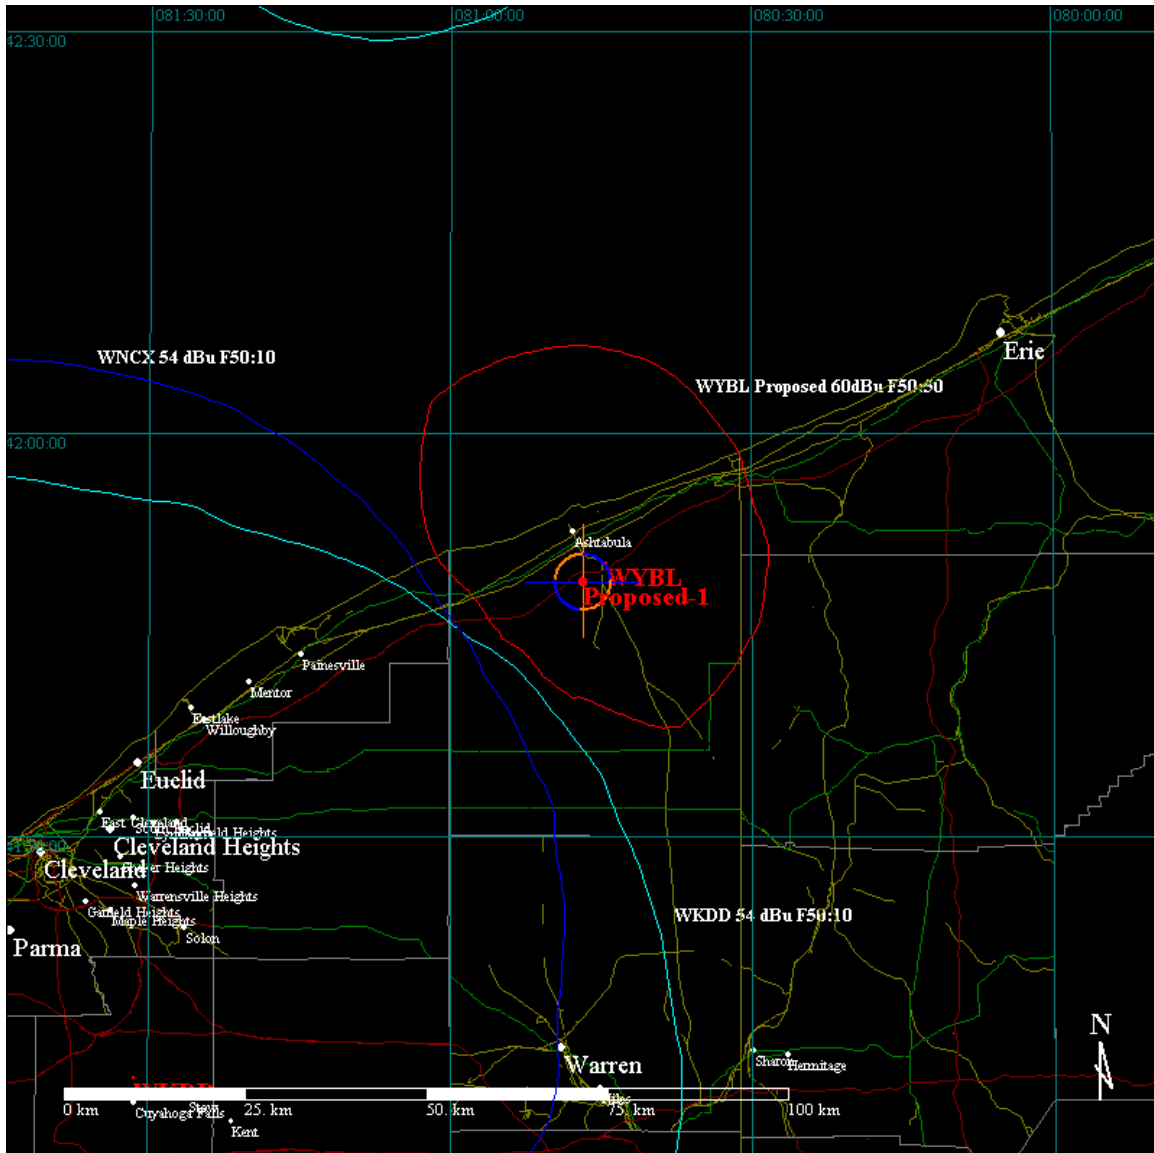 081:30:00
081:00:00
080:30:00
080:00:00
42:30:00
WNCX 54 dBu F50:10
Erie
WYBL Proposed 60dBu F50:50
42:00:00
Ashtabula
WYBL
Proposed-1
Painesville
Mentor
Eastlake
Willoughby
Euclid
East Cleveland
Cleveland Heights
Cleveland
Warrensville Heights
Garfield Heights
Maple Heights
Solon
Parma
WKDD 54 dBu F50:10
N
Warren
Sharon
Hermitage
0 km
25. km
50. km
75 km
100 km
Cuyahoga Falls
Kent